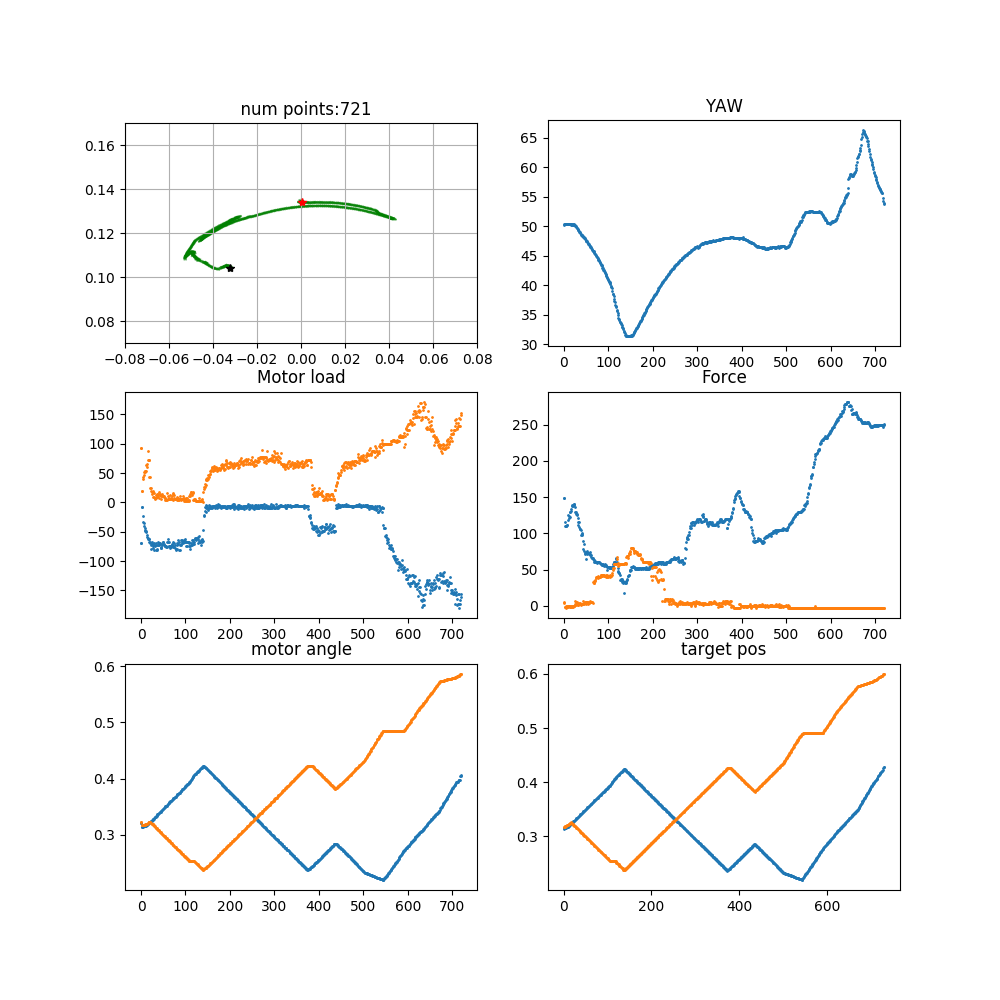 num points:721
YAW
0.16
0.14
0.12
0.10
0.08
−0.08 −0.06 −0.04 −0.02 0.00 0.02 0.04 0.06 0.08
65
60
55
50
45
40
35
30
0 100 200 300 400 500 600 700
Motor load
Force
150
100
50
0
−50
−100
−150
0 100 200 300 400 500 600 700
250
200
150
100
50
0
0 100 200 300 400 500 600 700
motor angle
target pos
0.6
0.5
0.4
0.3
0 100 200 300 400 500 600 700
0.6
0.5
0.4
0.3
0 200 400 600